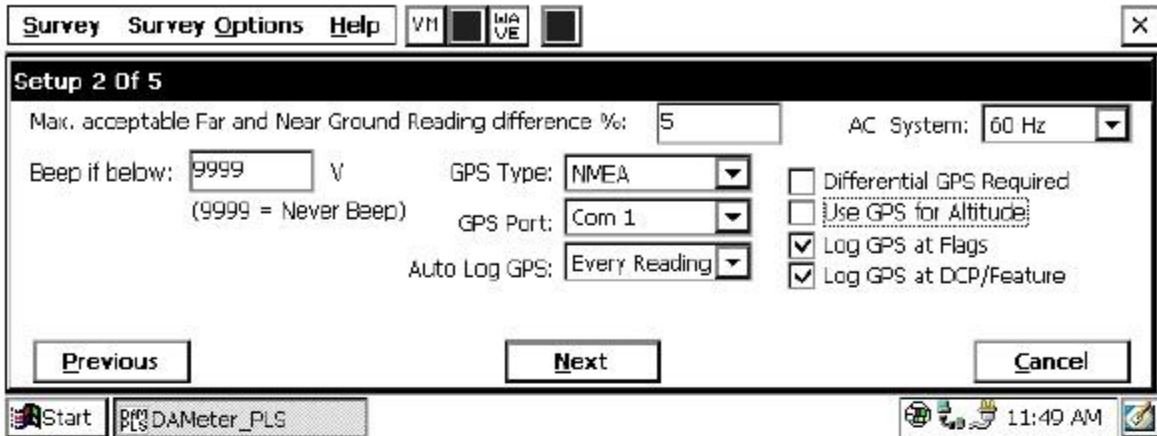 Survey Survey Options Help VM WAVE
Setup 2 Of 5
Max. acceptable Far and Near Ground Reading difference %: 5 AC System: 60 Hz
Beep if below: 9999 V GPS Type: NMEA Differential GPS Required
(9999 = Never Beep) GPS Port: Com 1 Use GPS for Altitude
Auto Log GPS: Every Reading Log GPS at Flags
Log GPS at DCP/Feature
Previous Next Cancel
Start DAMeter_PLS 11:49 AM